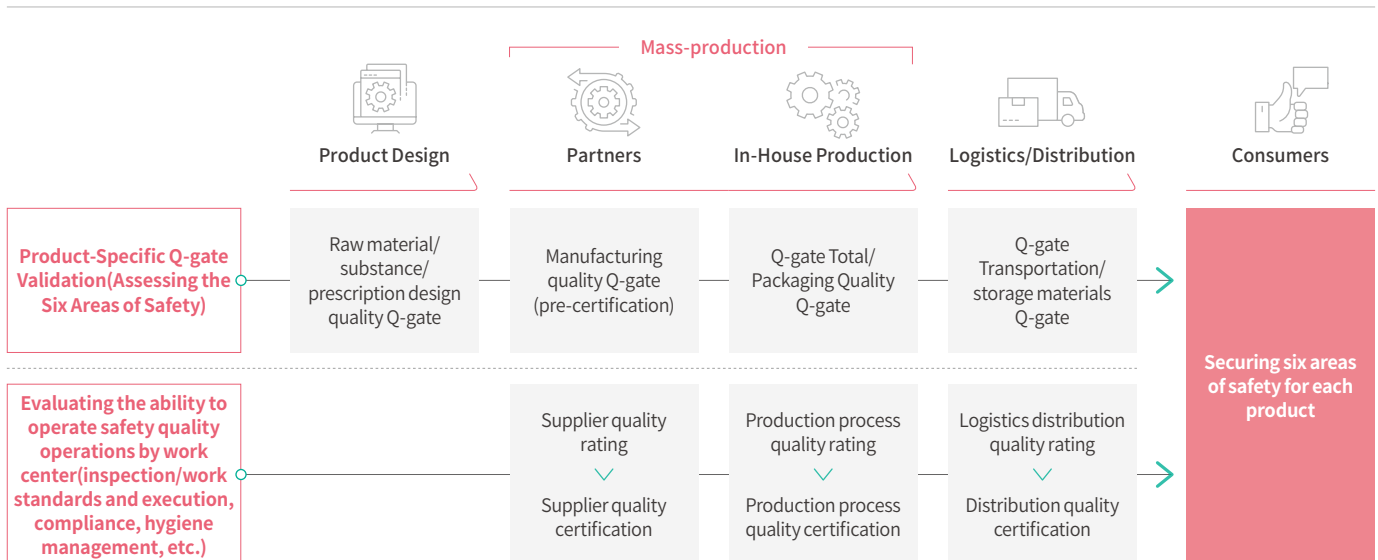 Mass-production
Product Design
Partners
In-House Production
Logistics/Distribution
Consumers
Product-Specific Q-gate
Validation(Assessing the
Six Areas of Safety)
Raw material/
substance/
prescription design
quality Q-gate
Manufacturing
quality Q-gate
(pre-certification)
Q-gate Total/
Packaging Quality
Q-gate
Q-gate
Transportation/
storage materials
Q-gate
Securing six areas
of safety for each
product
Evaluating the ability to
operate safety quality
operations by work
center(inspection/work
standards and execution,
compliance, hygiene
management, etc.)
Supplier quality
rating
Supplier quality
certification
Production process
quality rating
Production process
quality certification
Logistics distribution
quality rating
Distribution quality
certification